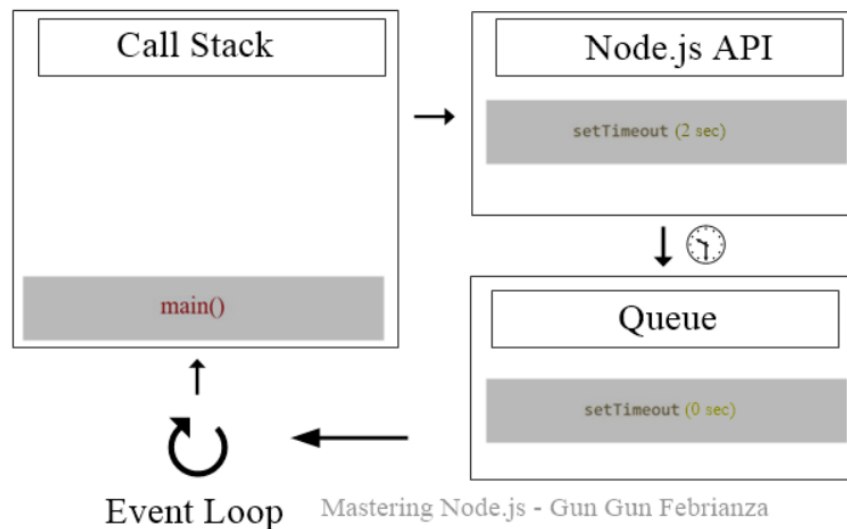 Call Stack
Node.js API
setTimeout (2 sec)
main()
Queue
setTimeout (0 sec)
Event Loop
Mastering Node.js - Gun Gun Febrianza